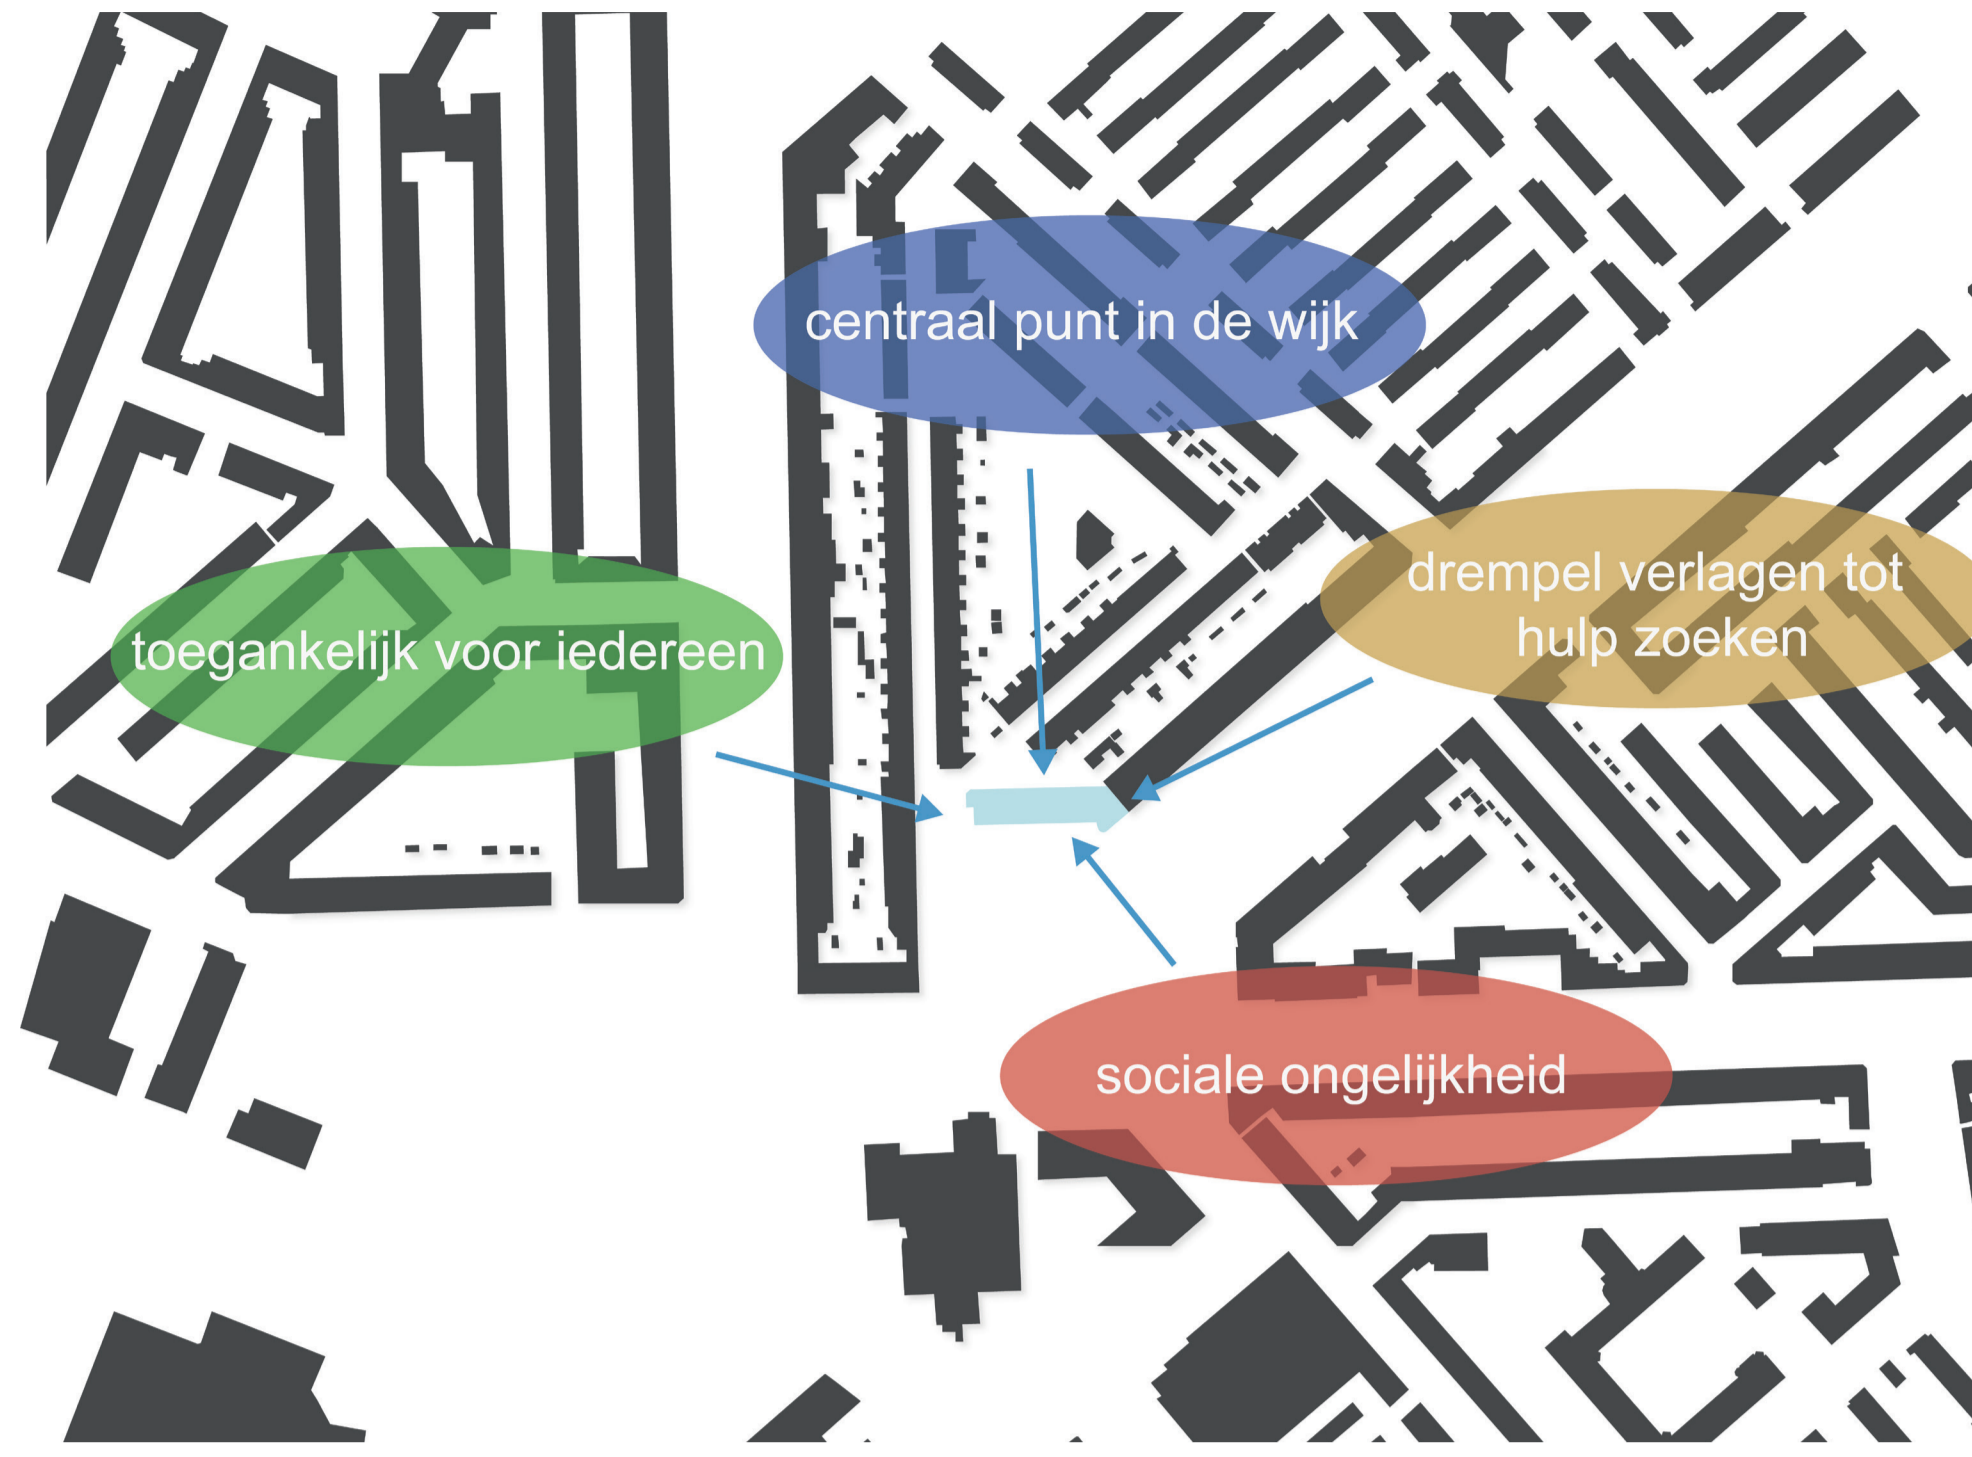 centraal punt in de wijk
drempel verlagen tot
hulp zoeken
toegankelijk voor iedereen
sociale ongelijkheid